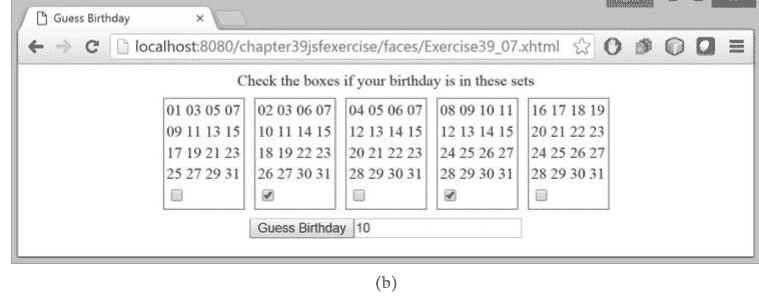 Guess Birthday
localhost:8080/chapter39jsfexercise/faces/Exercise39_07.xhtml
Check the boxes if your birthday is in these sets
01 03 05 07 02 03 06 07 04 05 06 07 08 09 10 11 16 17 18 19
09 11 13 15 10 11 14 15 12 13 14 15 12 13 14 15 20 21 22 23
17 19 21 23 18 19 22 23 20 21 22 23 24 25 26 27 24 25 26 27
25 27 29 31 26 27 30 31 28 29 30 31 28 29 30 31 28 29 30 31
Guess Birthday 10
(b)